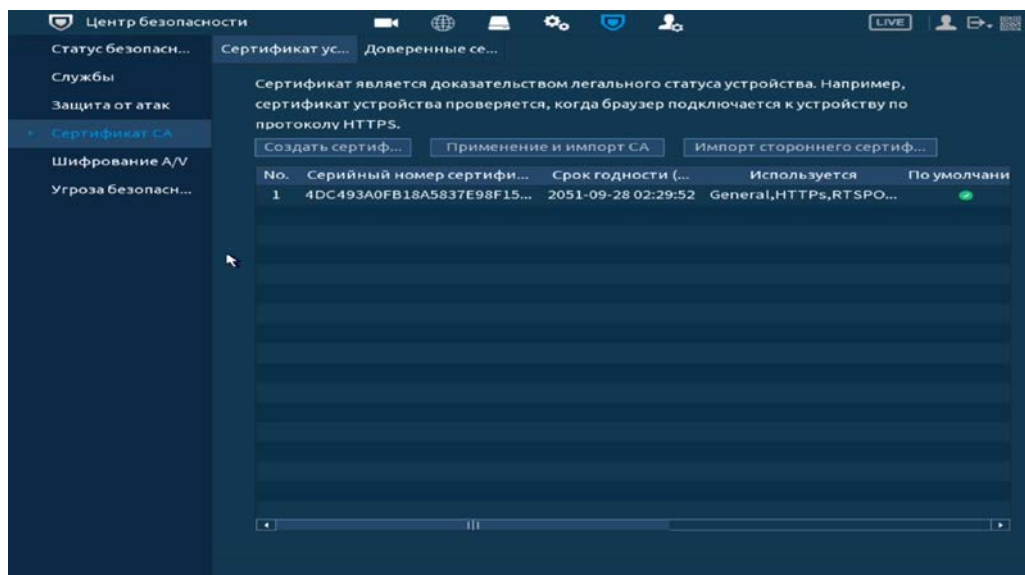 Центр безопасности
LIVE
Статус безопасн...
Службы
Защита от атак
Сертификат CA
Шифрование A/V
Угроза безопасн...
Сертификат ус... Доверенные се...
Сертификат является доказательством легального статуса устройства. Например,
сертификат устройства проверяется, когда браузер подключается к устройству по
протоколу HTTPS.
Создать сертиф... Применение и импорт CA Импорт стороннего сертиф...
No. Серийный номер сертифи... Срок годности (... Используется По умолчани
1 4DC493A0FB18A5837E98F15... 2051-09-28 02:29:52 General,HTTPs,RTSPO...